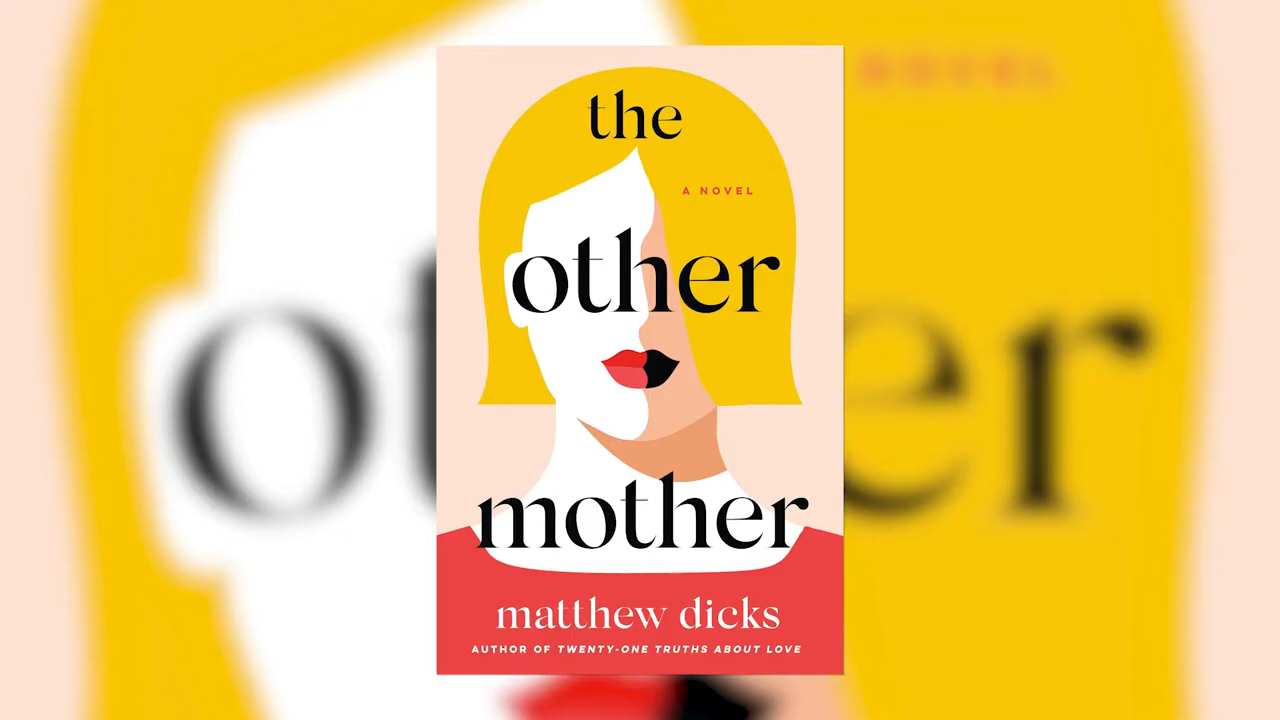 the
A NOVEL
other
mother
matthew dicks
AUTHOR OF TWENTY-ONE TRUTHS ABOUT LOVE